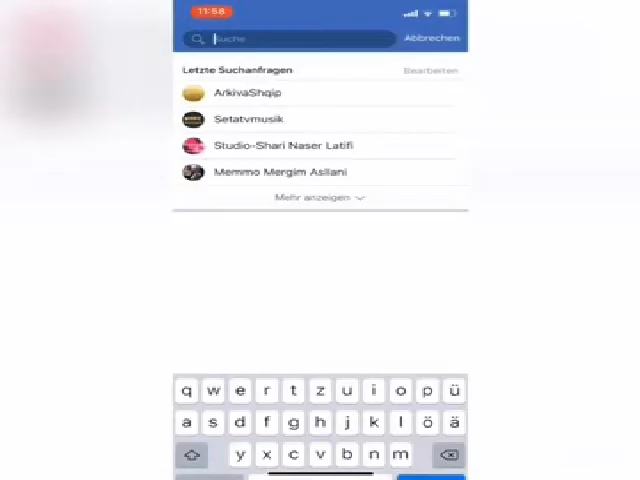 11:58
Suche
Abbrechen
Letzte Suchanfragen
Bearbeiten
ArkivaShqip
Setatvmusik
Studio-Shari Naser Latifi
Memmo Mergim Asllani
Mehr anzeigen
q w e r t z u i o p ü
a s d f g h j k l ö ä
y x c v b n m